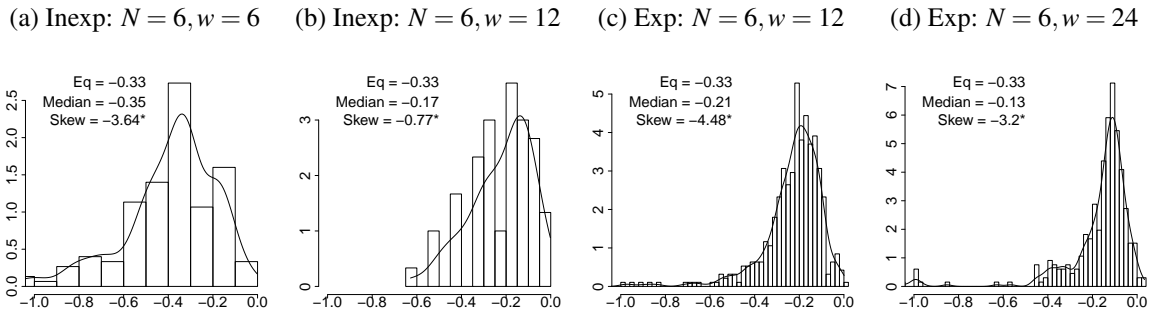 (a) Inexp: N = 6, w = 6
(b) Inexp: N = 6, w = 12
(c) Exp: N = 6, w = 12
(d) Exp: N = 6, w = 24
Eq = −0.33
Median = −0.35
Skew = −3.64*
2.5
2.0
1.5
1.0
0.5
0.0
−1.0 −0.8 −0.6 −0.4 −0.2 0.0
Eq = −0.33
Median = −0.17
Skew = −0.77*
3
2
1
0
−1.0 −0.8 −0.6 −0.4 −0.2 0.0
Eq = −0.33
Median = −0.21
Skew = −4.48*
5
4
3
2
1
0
−1.0 −0.8 −0.6 −0.4 −0.2 0.0
Eq = −0.33
Median = −0.13
Skew = −3.2*
7
6
5
4
3
2
1
0
−1.0 −0.8 −0.6 −0.4 −0.2 0.0